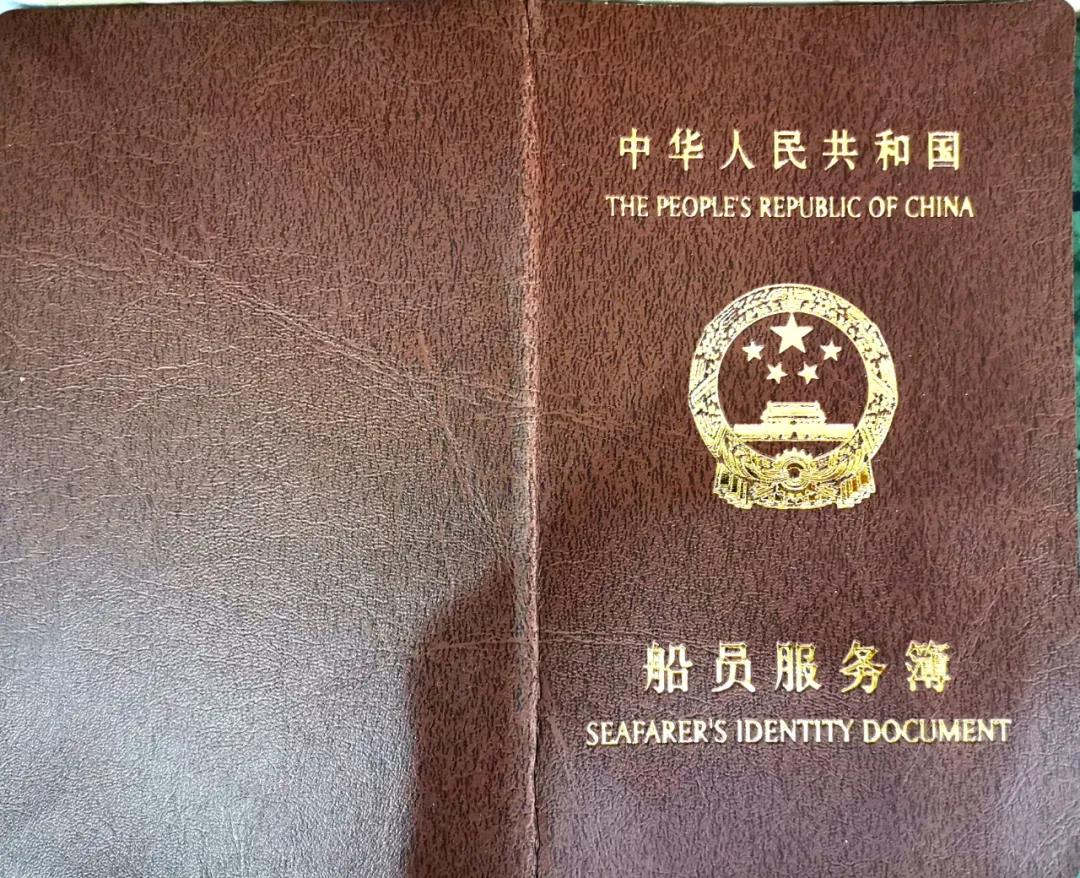 中华人民共和国
THE PEOPLE'S REPUBLIC OF CHINA
船员服务簿
SEAFARER'S IDENTITY DOCUMENT